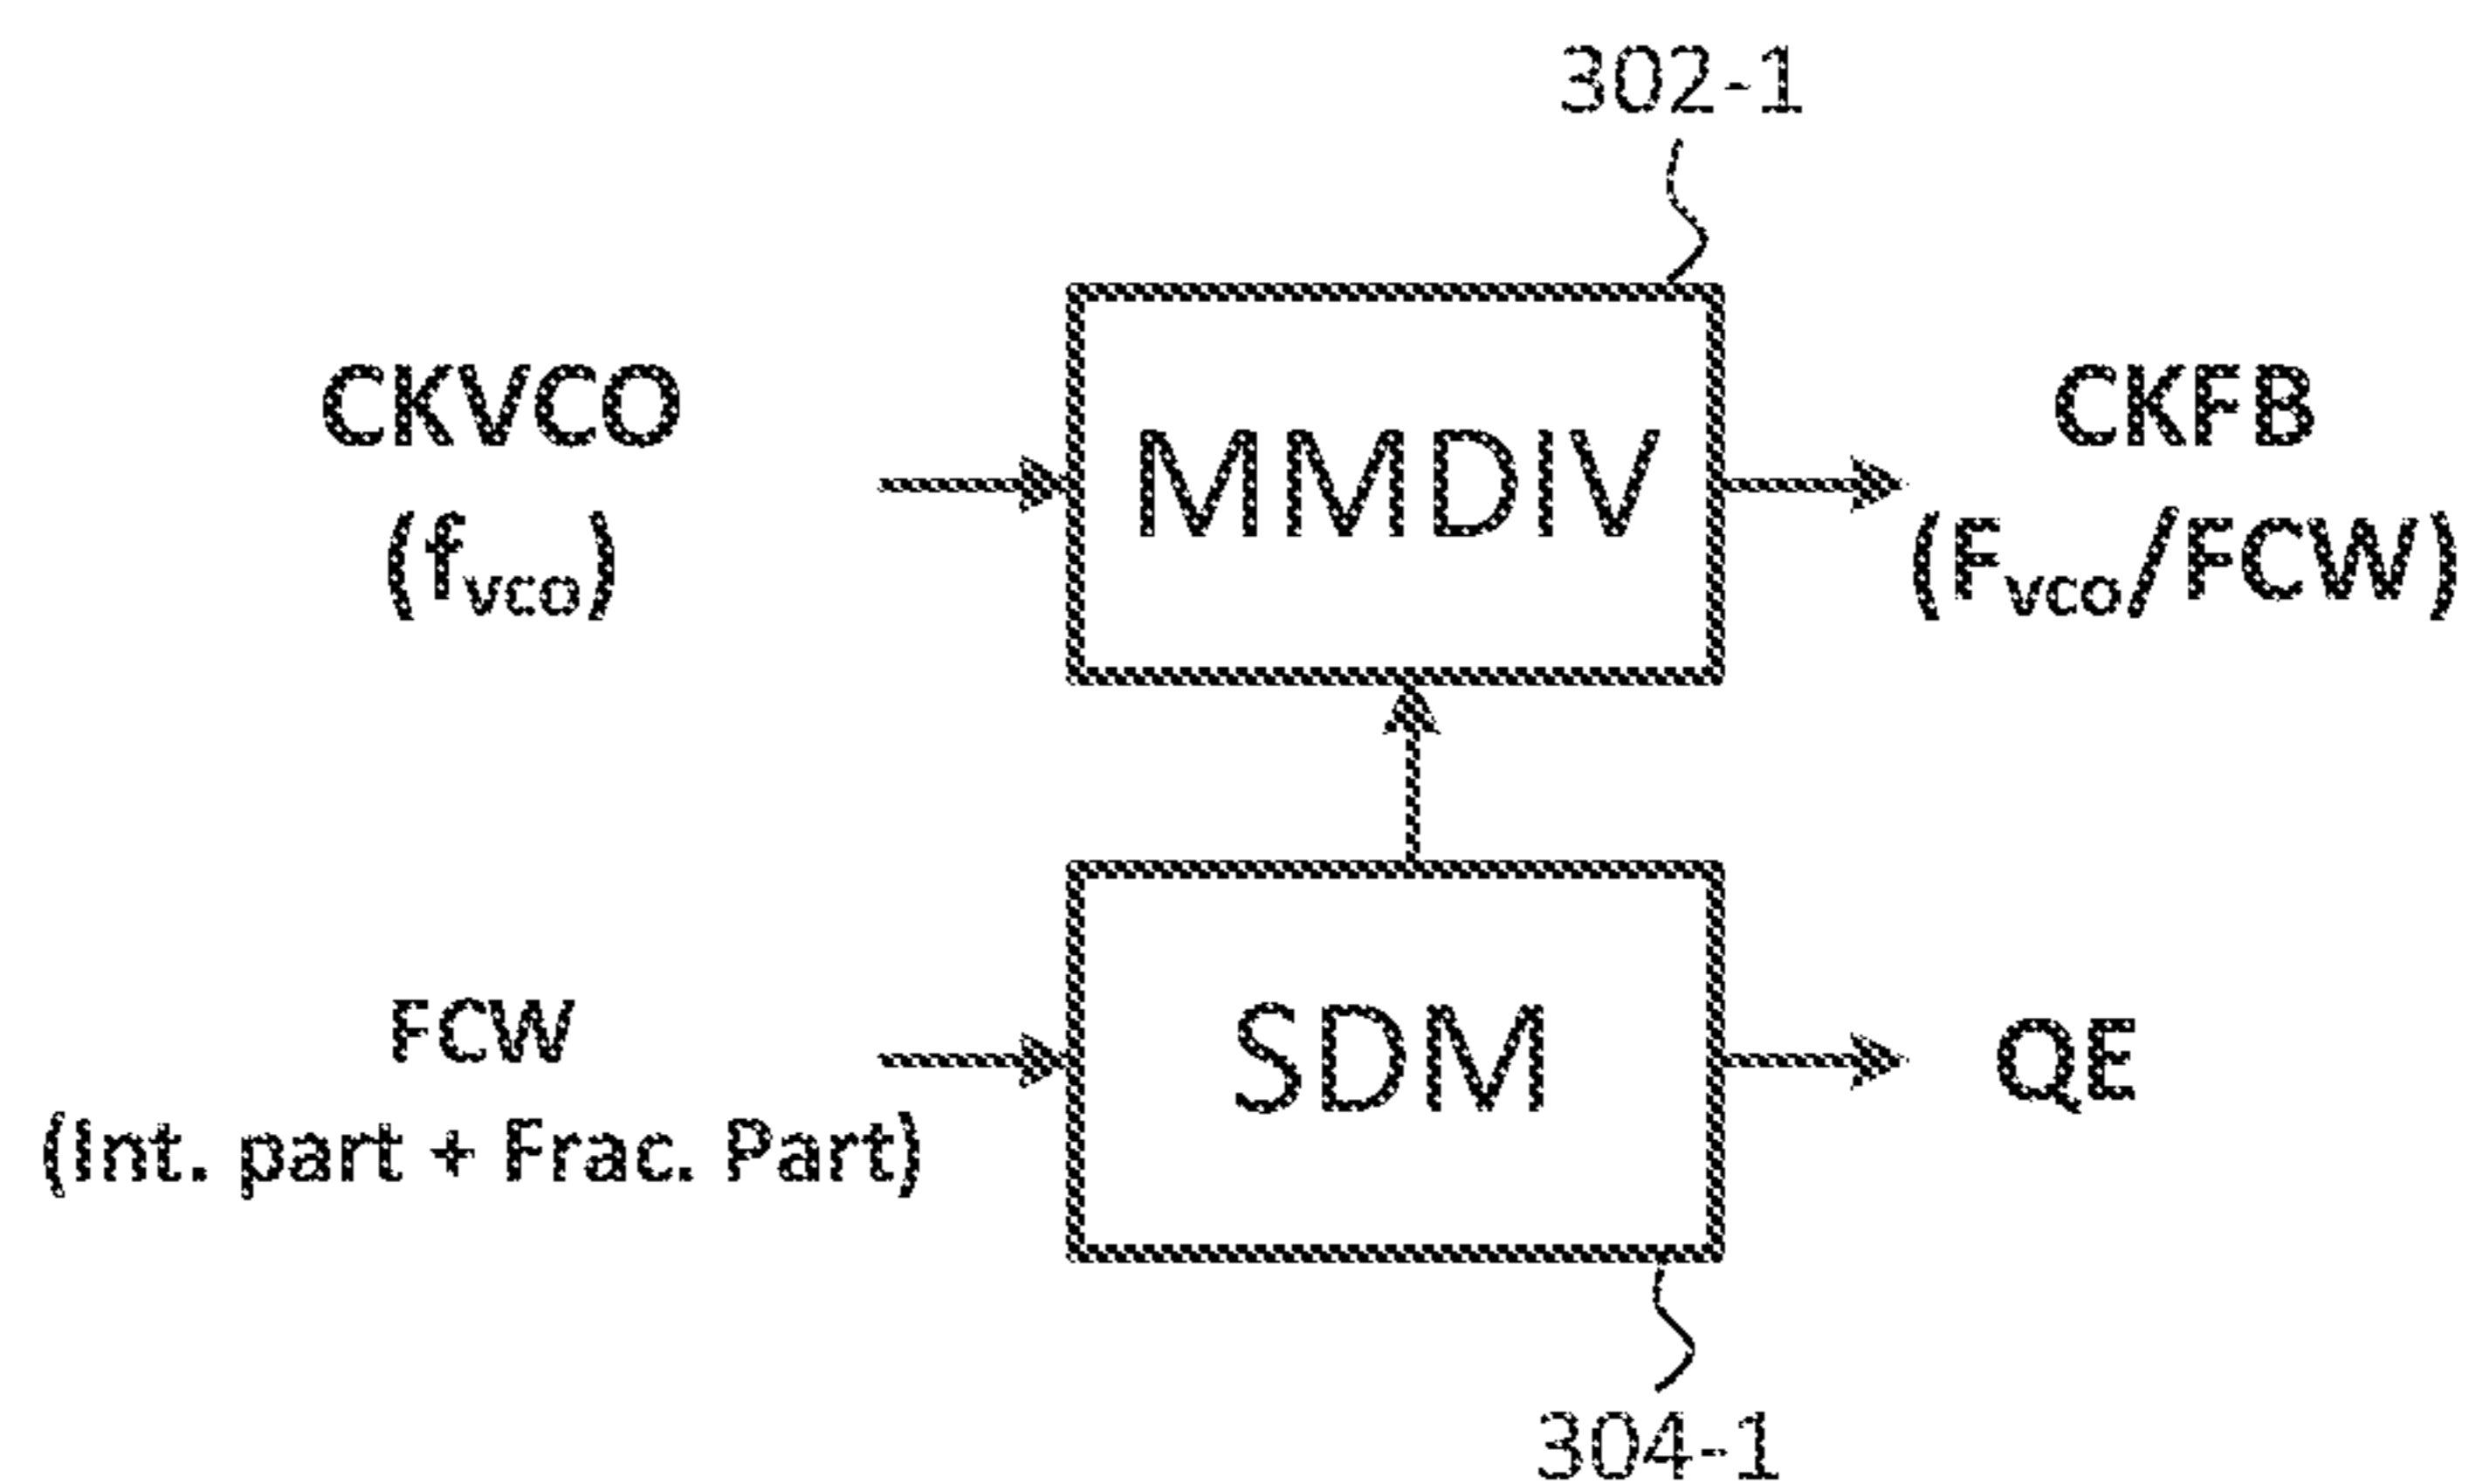 302-1
CKVCO
(fvco)
MMDIV
CKFB
(Fvco/FCW)
FCW
(Int. part + Frac. Part)
SDM
QE
304-1